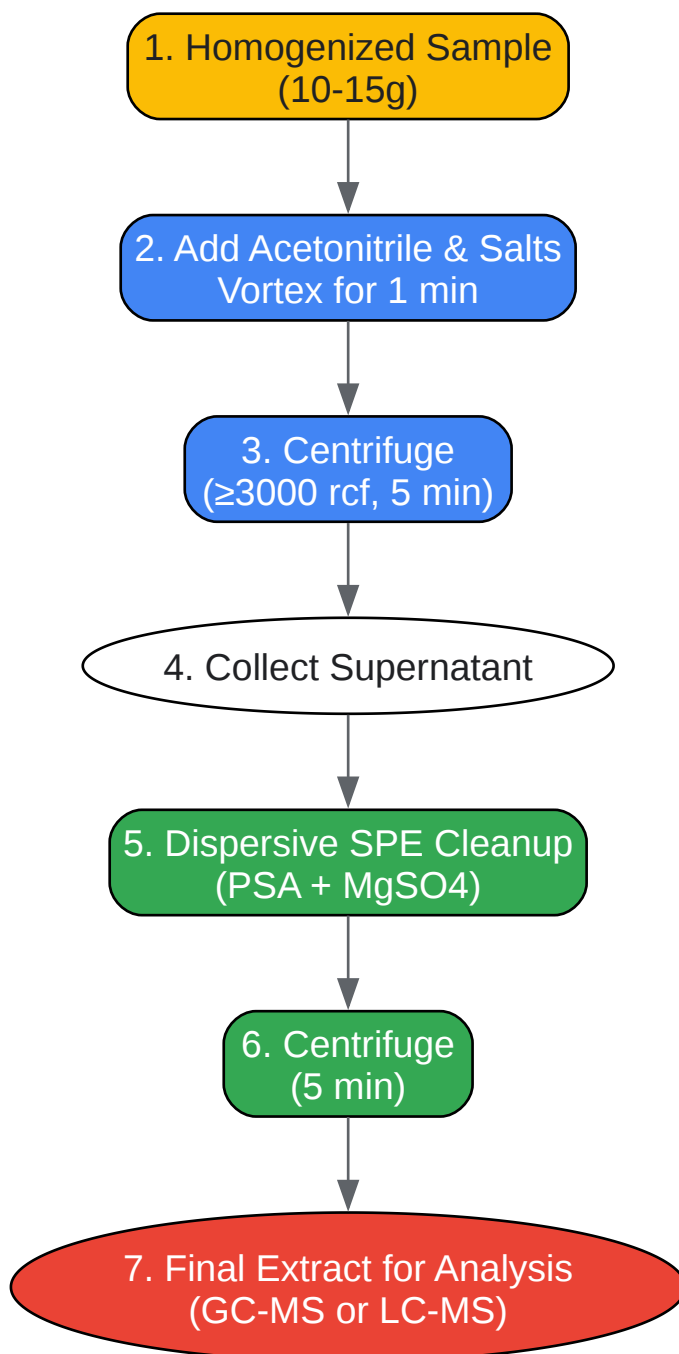 1. Homogenized Sample
(10-15g)
2. Add Acetonitrile & Salts
Vortex for 1 min
3. Centrifuge
(≥3000 rcf, 5 min)
4. Collect Supernatant
5. Dispersive SPE Cleanup
(PSA + MgSO4)
6. Centrifuge
(5 min)
7. Final Extract for Analysis
(GC-MS or LC-MS)